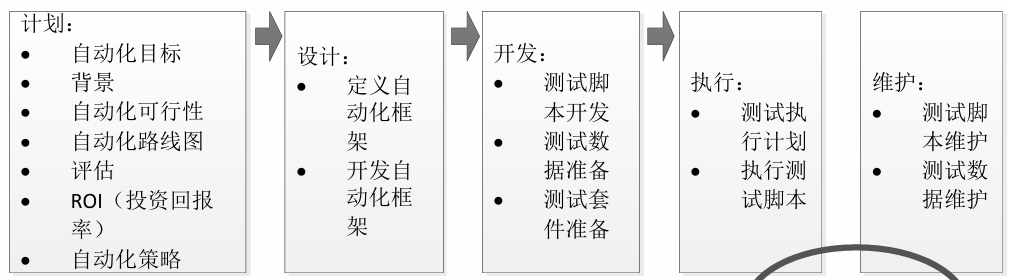 计划：
• 自动化目标
• 背景
• 自动化可行性
• 自动化路线图
• 评估
• ROI（投资回报
率）
• 自动化策略
设计：
• 定义自
动化框
架
• 开发自
动化框
架
开发：
• 测试脚
本开发
• 测试数
据准备
• 测试套
件准备
执行：
• 测试执
行计划
• 执行测
试脚本
维护：
• 测试脚
本维护
• 测试数
据维护